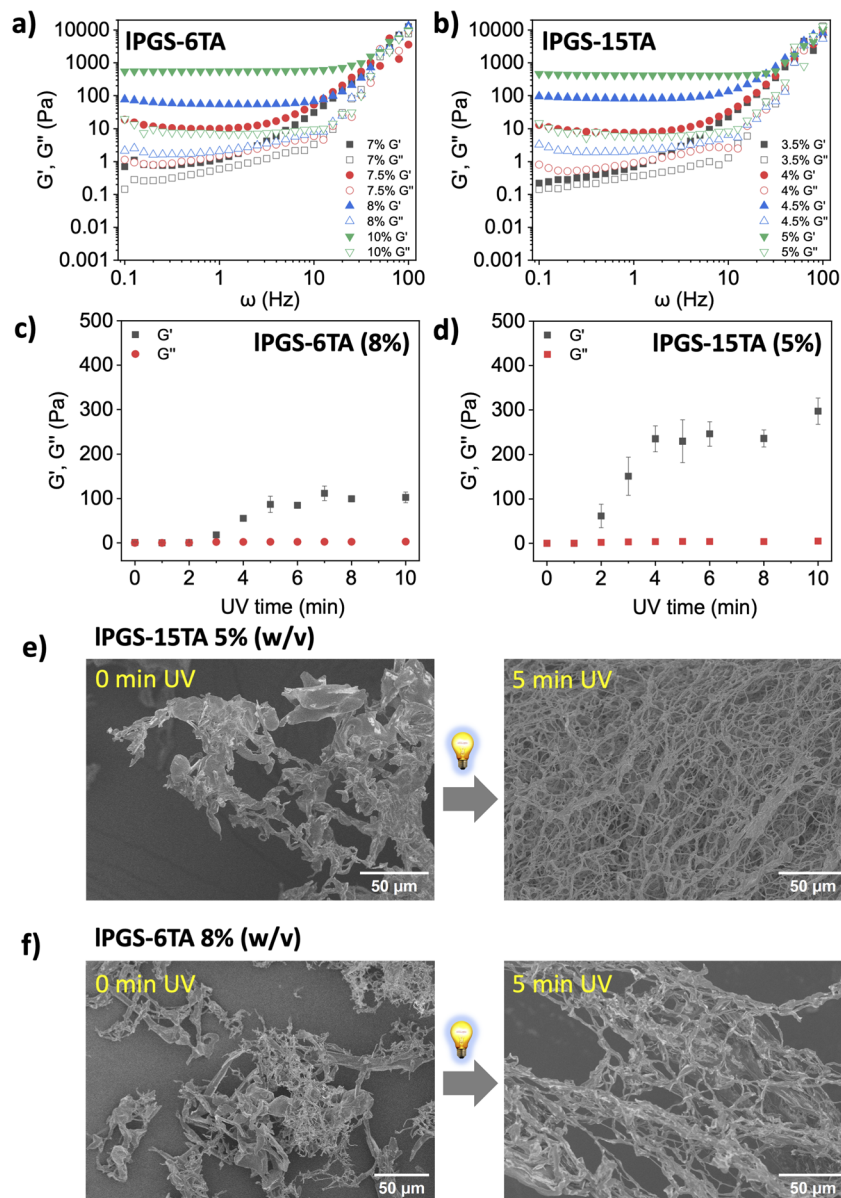 a)
b)
lPGS-6TA
lPGS-15TA
10000
1000
100
10
1
0.1
0.01
0.001
G', G'' (Pa)
7% G'
7% G''
7.5% G'
7.5% G''
8% G'
8% G''
10% G'
10% G''
0.1
1
10
100
ω (Hz)
10000
1000
100
10
1
0.1
0.01
0.001
G', G'' (Pa)
3.5% G'
3.5% G''
4% G'
4% G''
4.5% G'
4.5% G''
5% G'
5% G''
0.1
1
10
100
ω (Hz)
c)
d)
500
400
300
200
100
0
G', G'' (Pa)
G'
G''
lPGS-6TA (8%)
0 2 4 6 8 10
UV time (min)
500
400
300
200
100
0
G', G'' (Pa)
G'
G''
lPGS-15TA (5%)
0 2 4 6 8 10
UV time (min)
e)
lPGS-15TA 5% (w/v)
0 min UV
50 µm
5 min UV
50 µm
f)
lPGS-6TA 8% (w/v)
0 min UV
50 µm
5 min UV
50 µm